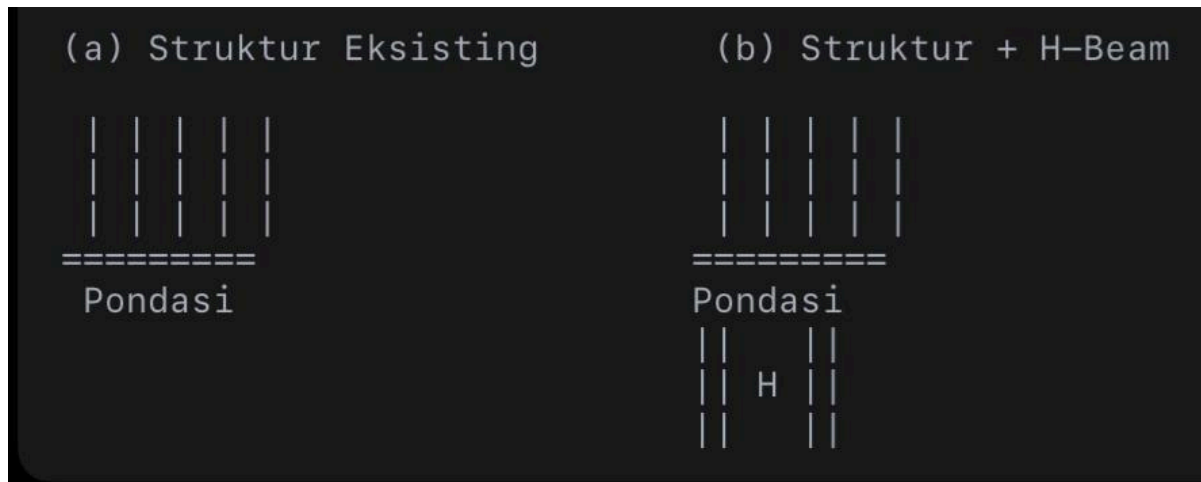 (a) Struktur Eksisting (b) Struktur + H-Beam
| | | | | | | | | |
| | | | | | | | | |
| | | | | | | | | |
========= =========
Pondasi Pondasi
|| ||
|| H ||
|| ||